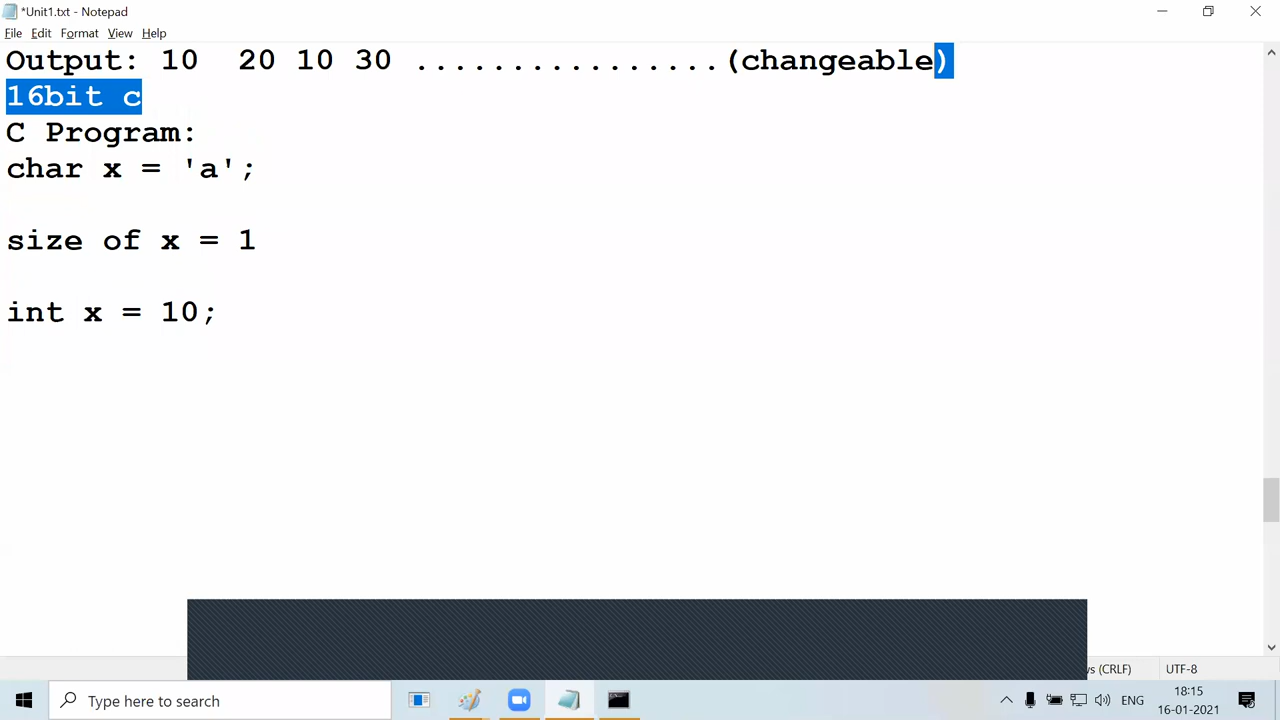 *Unit1.txt - Notepad
File Edit Format View Help
Output: 10  20 10 30 ................(changeable)
16bit c
C Program:
char x = 'a';
size of x = 1
int x = 10;
(CRLF) UTF-8
Type here to search
ENG
18:15
16-01-2021